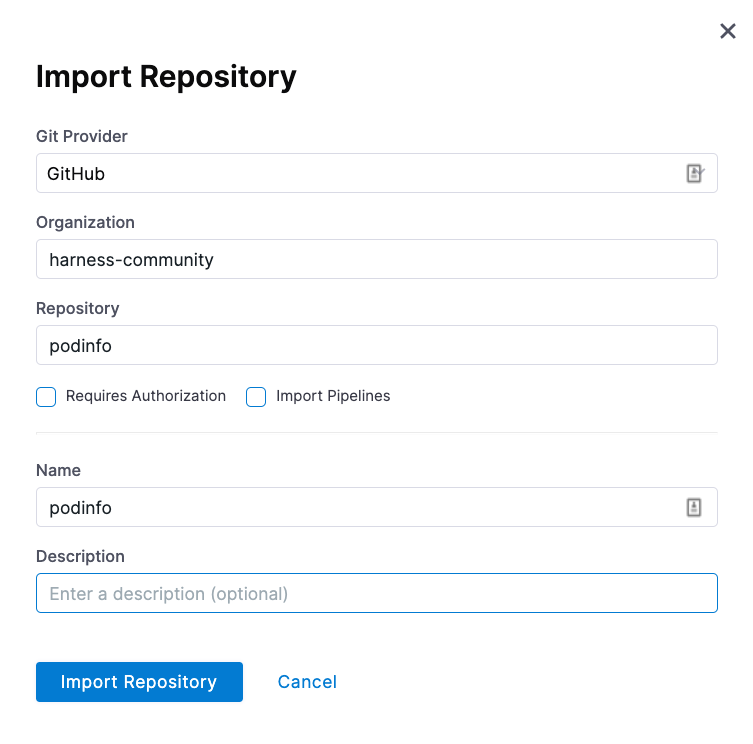 Import Repository
Git Provider
GitHub
Organization
harness-community
Repository
podinfo
Requires Authorization Import Pipelines
Name
podinfo
Description
Enter a description (optional)
Import Repository Cancel